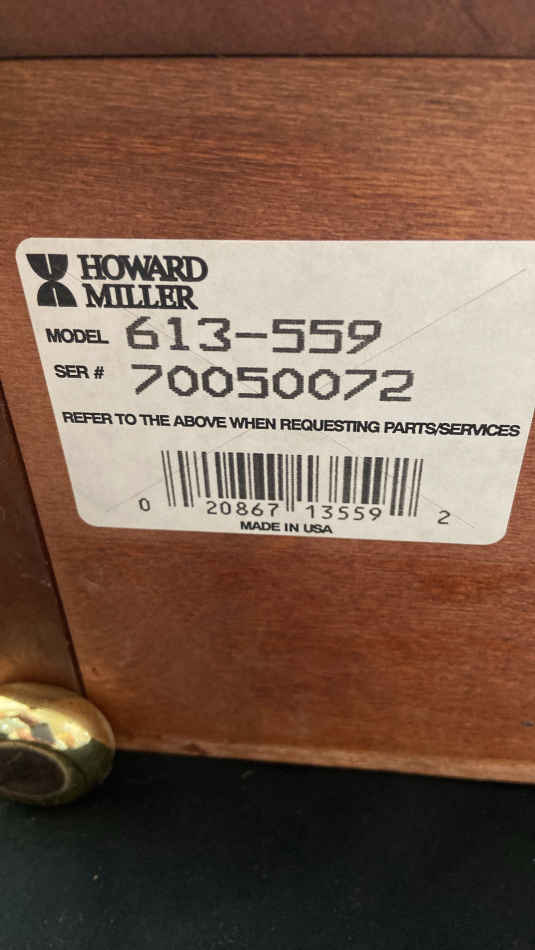 HOWARD
MILLER
MODEL 613-559
SER # 70050072
REFER TO THE ABOVE WHEN REQUESTING PARTS/SERVICES
0 20867 13559 2
MADE IN USA